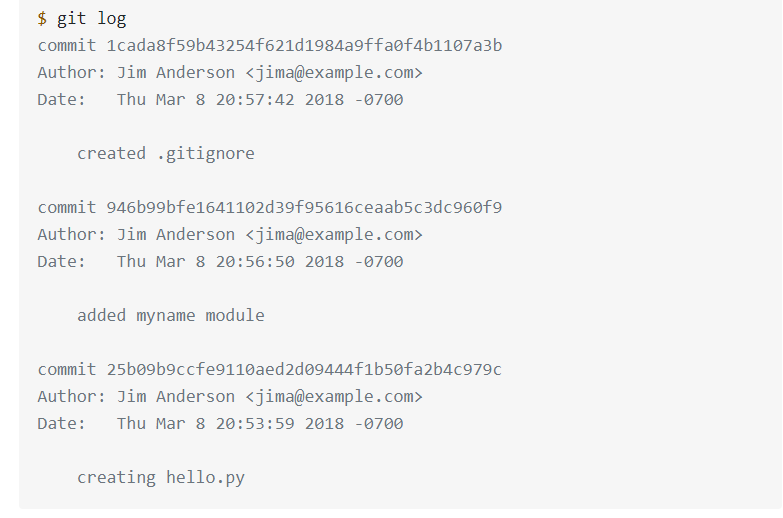 $ git log
commit 1cada8f59b43254f621d1984a9ffa0f4b1107a3b
Author: Jim Anderson <jima@example.com>
Date:   Thu Mar 8 20:57:42 2018 -0700
created .gitignore
commit 946b99bfe1641102d39f95616ceaab5c3dc960f9
Author: Jim Anderson <jima@example.com>
Date:   Thu Mar 8 20:56:50 2018 -0700
added myname module
commit 25b09b9ccfe9110aed2d09444f1b50fa2b4c979c
Author: Jim Anderson <jima@example.com>
Date:   Thu Mar 8 20:53:59 2018 -0700
creating hello.py